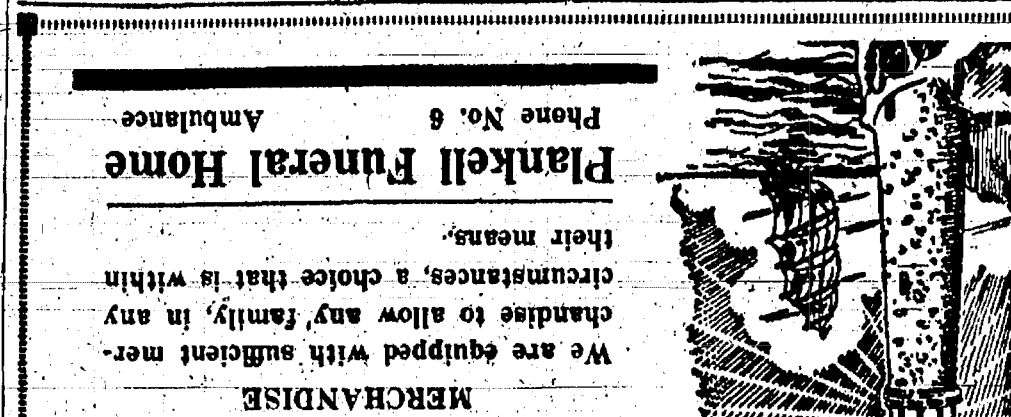 MERCHANDISE
We are equipped with sufficient mer-
chandise to allow any family, in any
circumstances, a choice that is within
their means.
Plankell Funeral Home
Phone No. 6 Ambulance